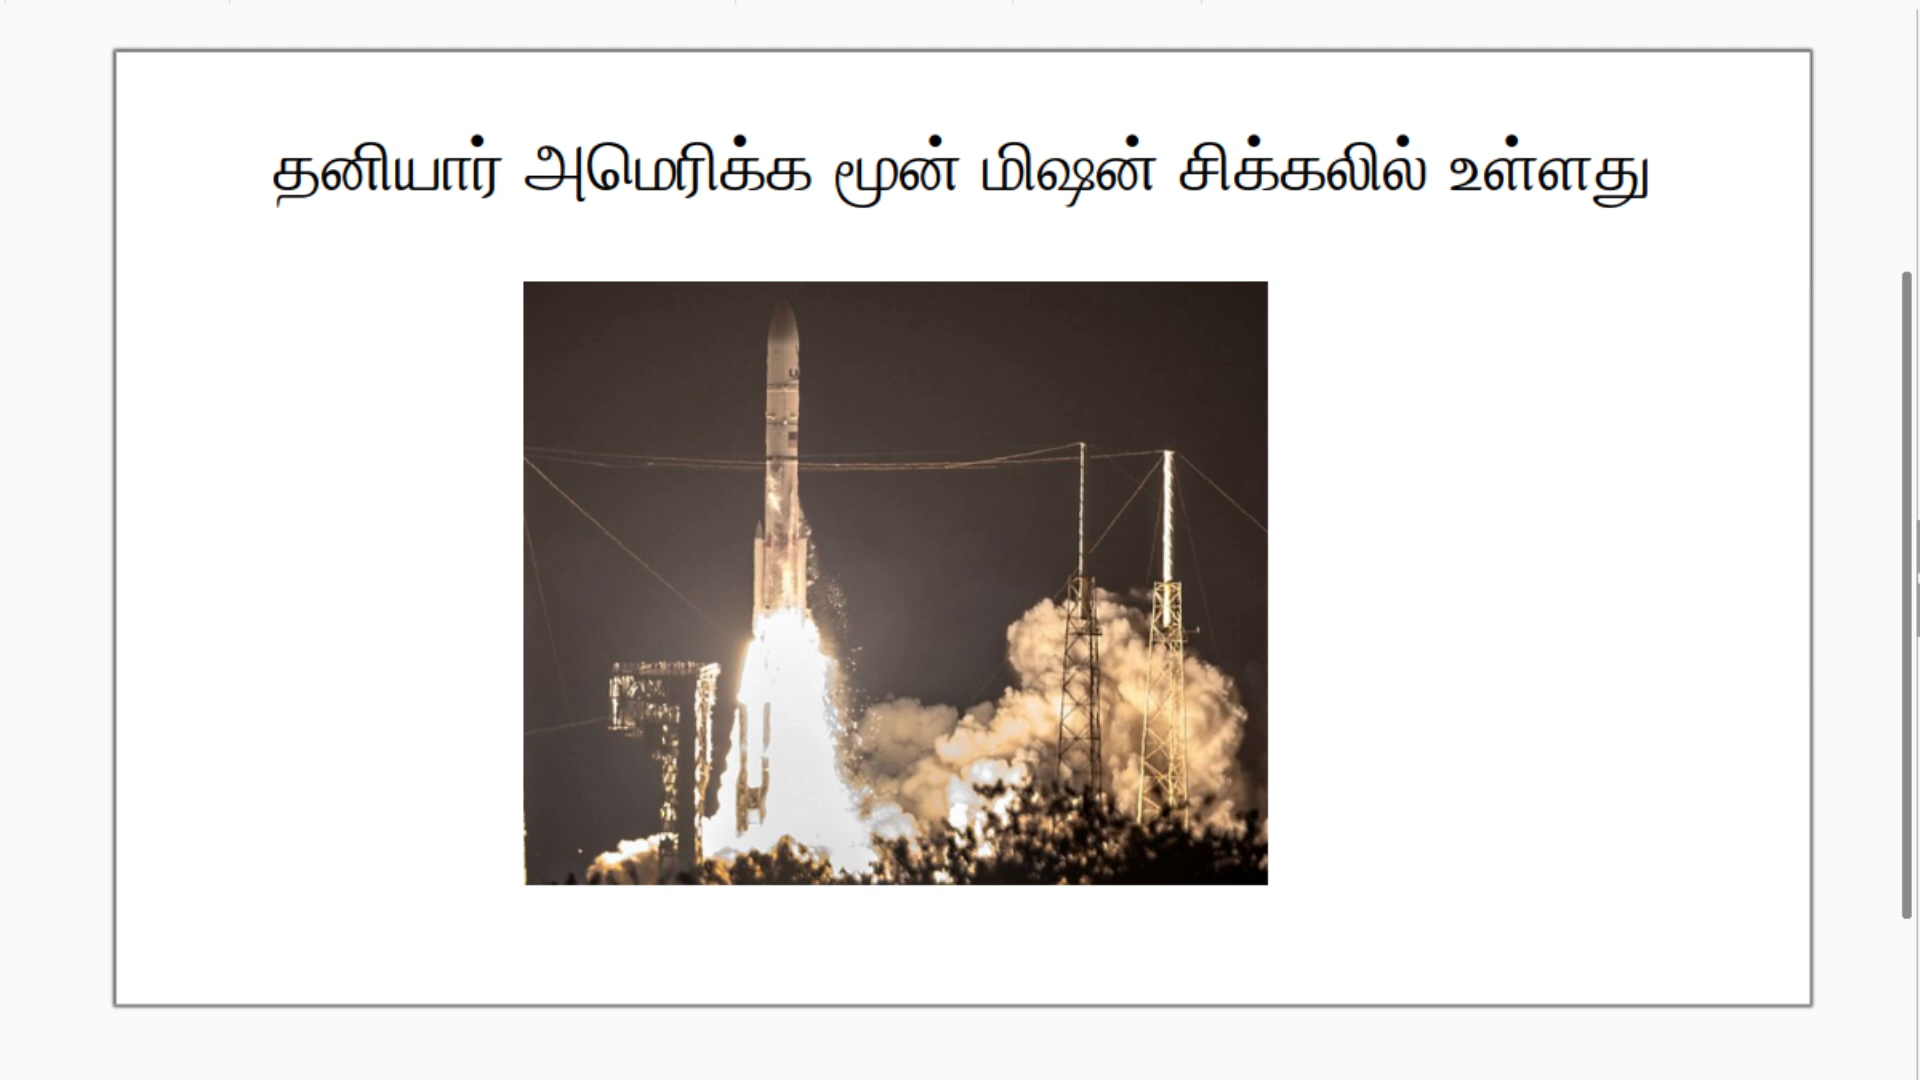 தனியார் அமெரிக்க மூன் மிஷன் சிக்கலில் உள்ளது